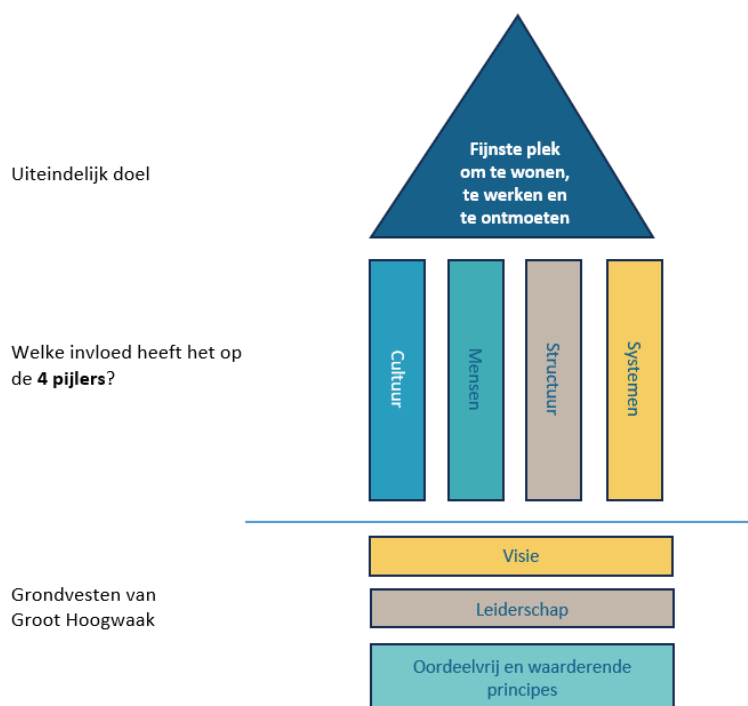 Fijnste plek
om te wonen,
te werken en
te ontmoeten
Uiteindelijk doel
Welke invloed heeft het op
de 4 pijlers?
Cultuur
Mensen
Structuur
Systemen
Visie
Grondvesten van
Groot Hoogwaak
Leiderschap
Oordeelvrij en waarderende
principes